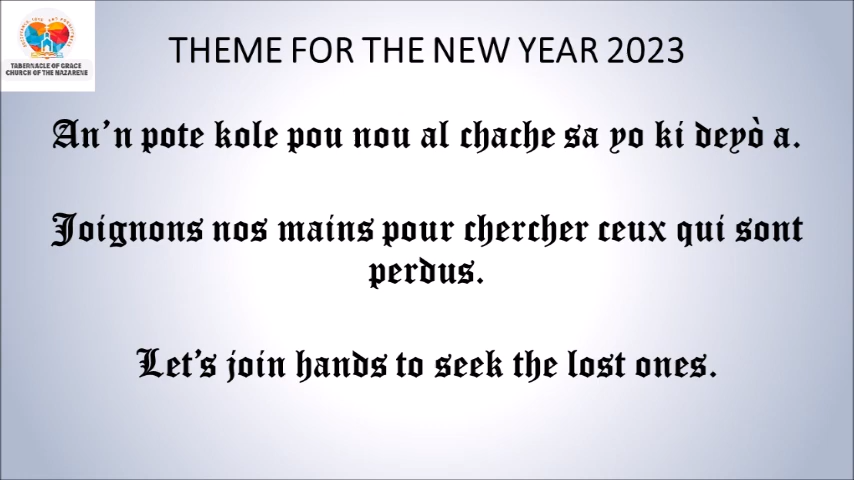 TABERNACLE OF GRACE
CHURCH OF THE NAZARENE
THEME FOR THE NEW YEAR 2023
An'n pote kole pou nou al chache sa yo ki deyò a.
Joignons nos mains pour chercher ceux qui sont
perdus.
Let's join hands to seek the lost ones.